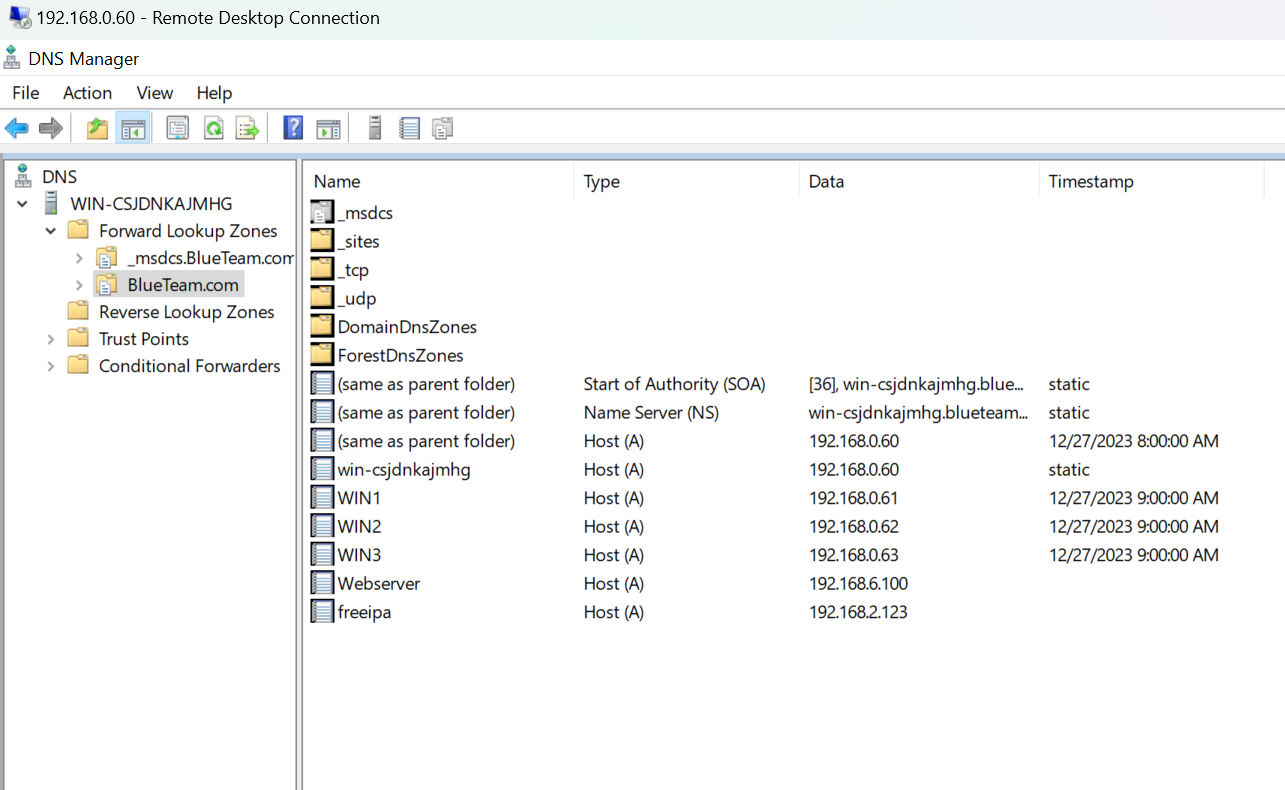 192.168.0.60 - Remote Desktop Connection
DNS Manager
File Action View Help
DNS
WIN-CSJDNKAJMHG
Forward Lookup Zones
_msdcs.BlueTeam.com
BlueTeam.com
Reverse Lookup Zones
Trust Points
Conditional Forwarders
Name Type Data Timestamp
_msdcs
_sites
_tcp
_udp
DomainDnsZones
ForestDnsZones
(same as parent folder) Start of Authority (SOA) [36], win-csjdnkajmhg.blue... static
(same as parent folder) Name Server (NS) win-csjdnkajmhg.blueteam... static
(same as parent folder) Host (A) 192.168.0.60 12/27/2023 8:00:00 AM
win-csjdnkajmhg Host (A) 192.168.0.60 static
WIN1 Host (A) 192.168.0.61 12/27/2023 9:00:00 AM
WIN2 Host (A) 192.168.0.62 12/27/2023 9:00:00 AM
WIN3 Host (A) 192.168.0.63 12/27/2023 9:00:00 AM
Webserver Host (A) 192.168.6.100
freeipa Host (A) 192.168.2.123